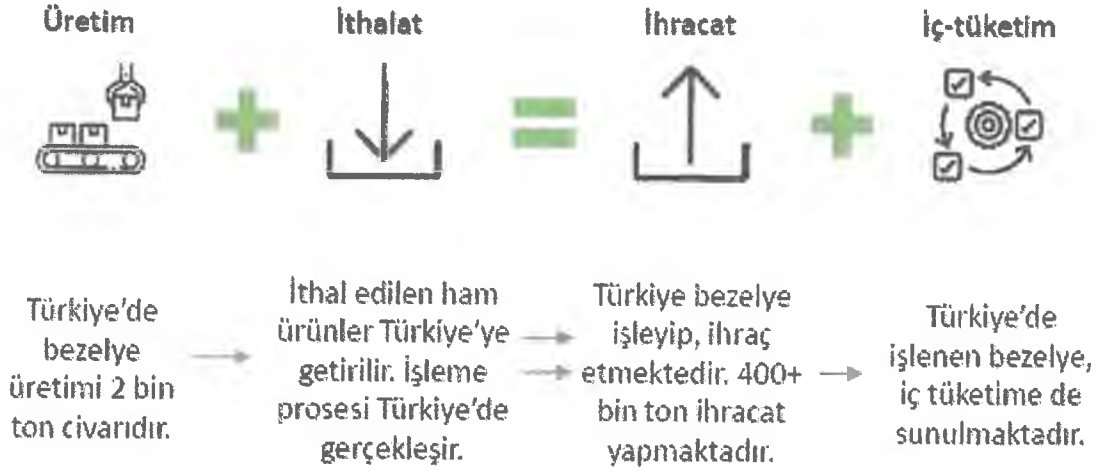 Üretim
İthalat
İhracat
İç-tüketim
Türkiye'de
bezelye
üretimi 2 bin
ton civarıdır.
İthal edilen ham
ürünler Türkiye'ye
getirilir. İşleme
prosesi Türkiye'de
gerçekleşir.
Türkiye bezelye
işleyip, ihraç
etmektedir. 400+
bin ton ihracat
yapmaktadır.
Türkiye'de
işlenen bezelye,
iç tüketime de
sunulmaktadır.